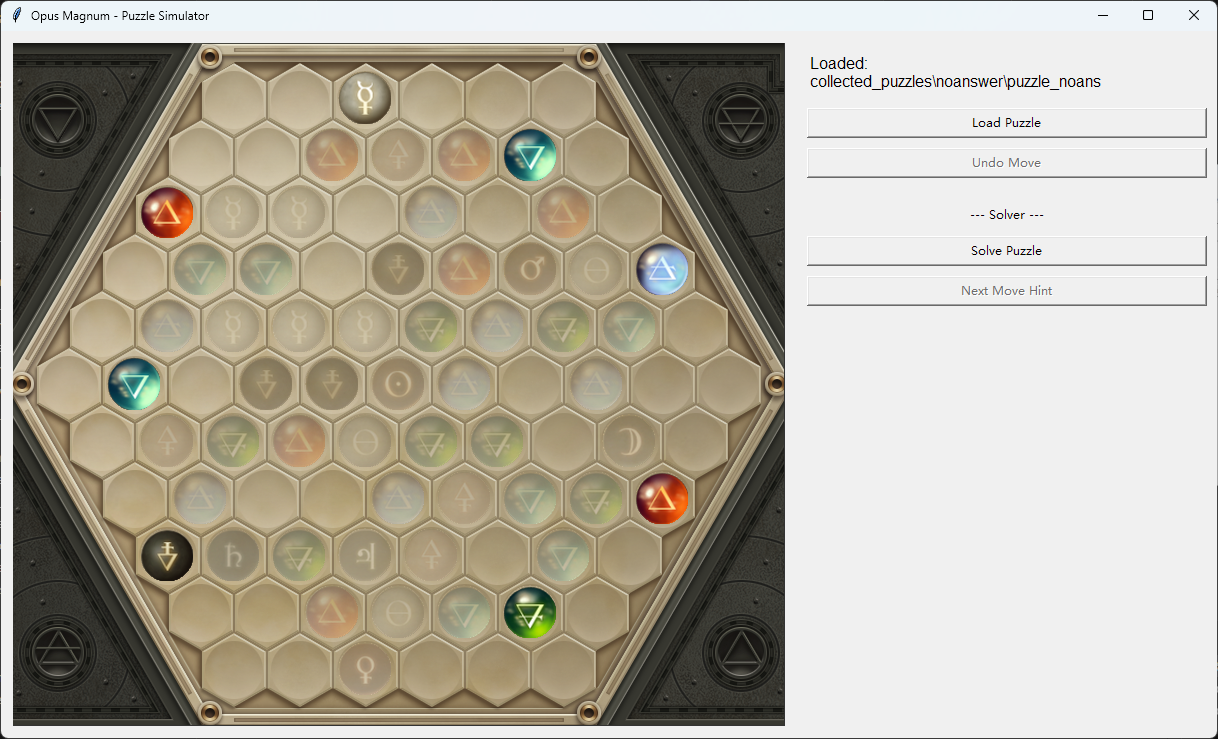 Opus Magnum - Puzzle Simulator
Loaded:
collected_puzzles\noanswer\puzzle_noans
Load Puzzle
Undo Move
--- Solver ---
Solve Puzzle
Next Move Hint